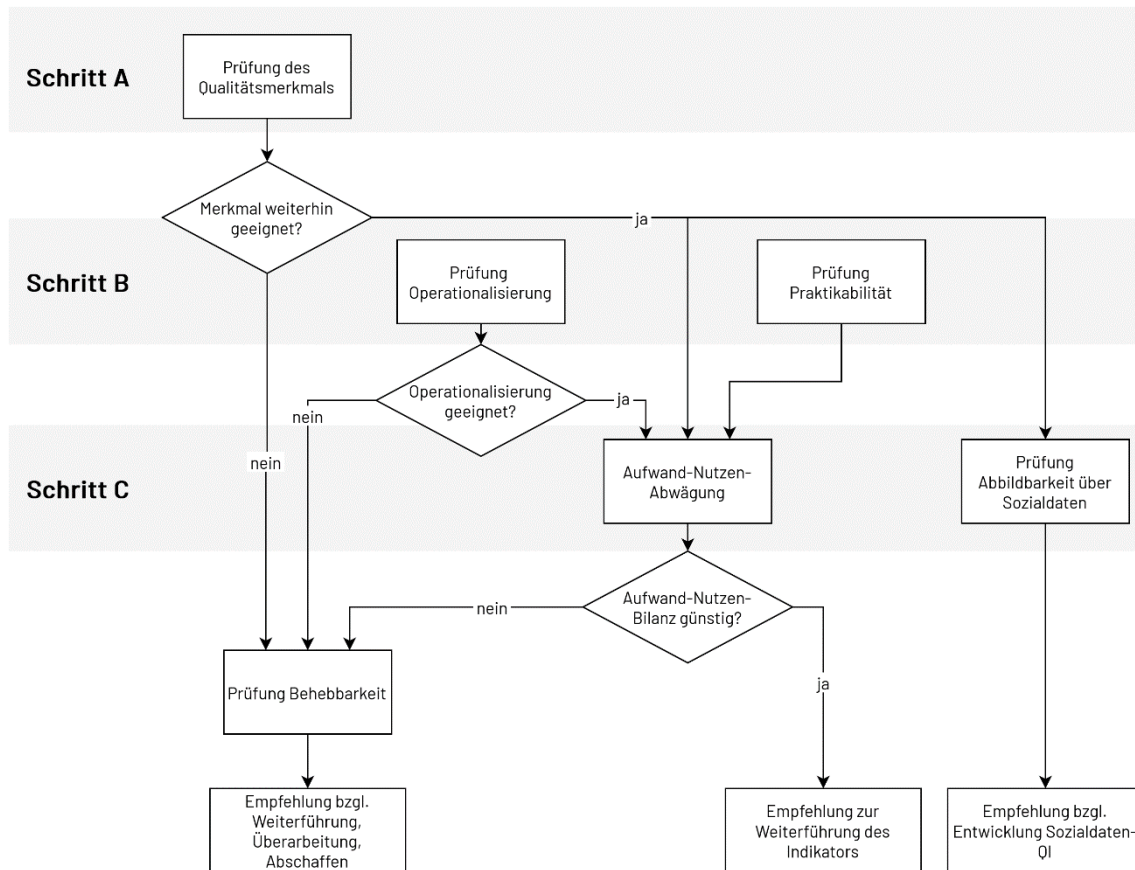 Schritt A
Prüfung des
Qualitätsmerkmals
Merkmal weiterhin
geeignet?
ja
Schritt B
Prüfung
Operationalisierung
Prüfung
Praktikabilität
Operationalisierung
geeignet?
nein
ja
nein
Schritt C
Aufwand-Nutzen-
Abwägung
Prüfung
Abbildbarkeit über
Sozialdaten
Aufwand-Nutzen-
Bilanz günstig?
nein
ja
Prüfung Behebbarkeit
Empfehlung bzgl.
Weiterführung,
Überarbeitung,
Abschaffen
Empfehlung zur
Weiterführung des
Indikators
Empfehlung bzgl.
Entwicklung Sozialdaten-
QI